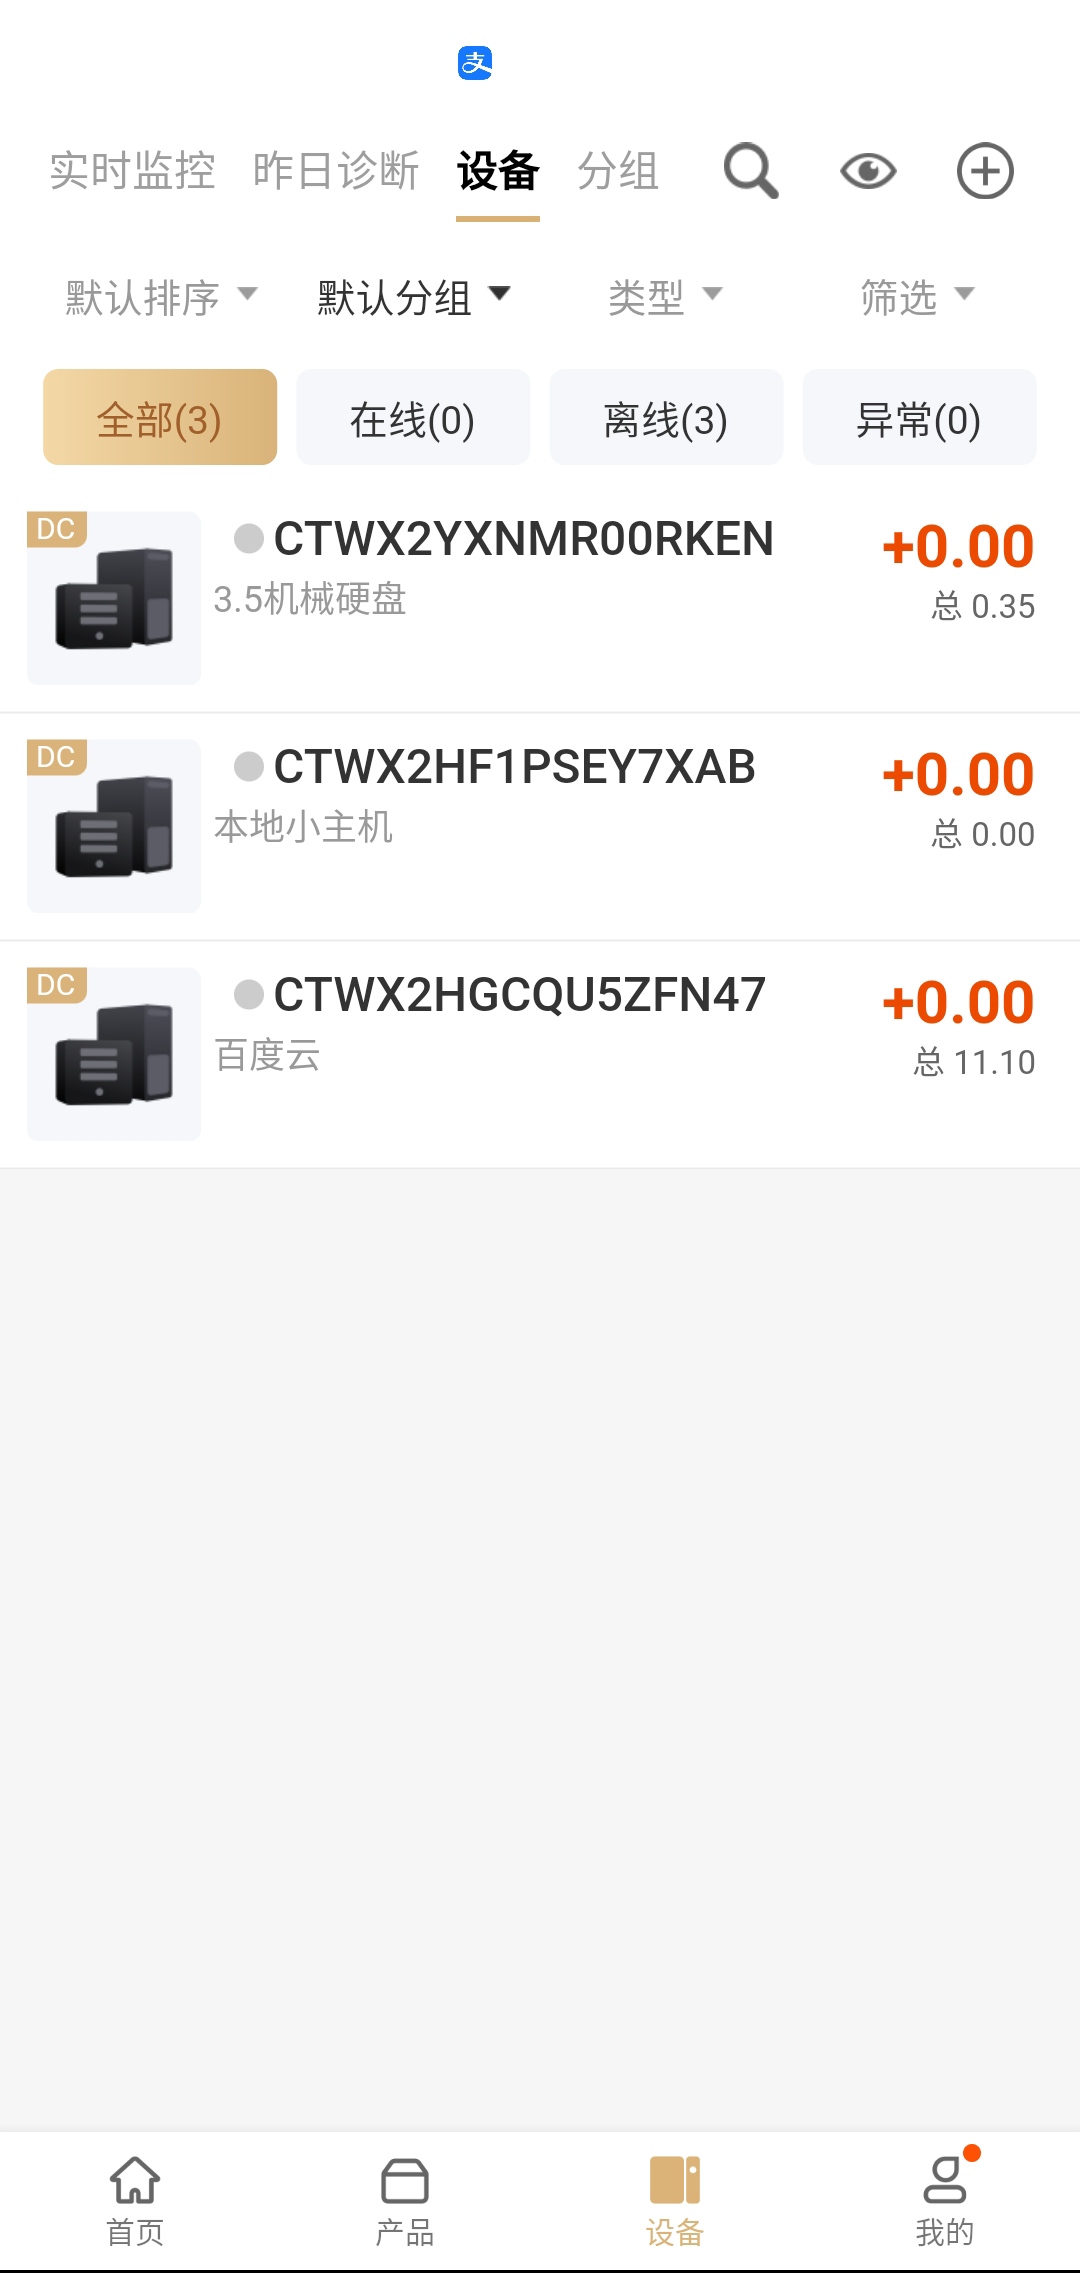 支
实时监控 昨日诊断 设备 分组
默认排序 默认分组 类型 筛选
全部(3) 在线(0) 离线(3) 异常(0)
DC CTWX2YXNMR00RKEN +0.00
3.5机械硬盘 总 0.35
DC CTWX2HF1PSEY7XAB +0.00
本地小主机 总 0.00
DC CTWX2HGCQU5ZFN47 +0.00
百度云 总 11.10
首页 产品 设备 我的